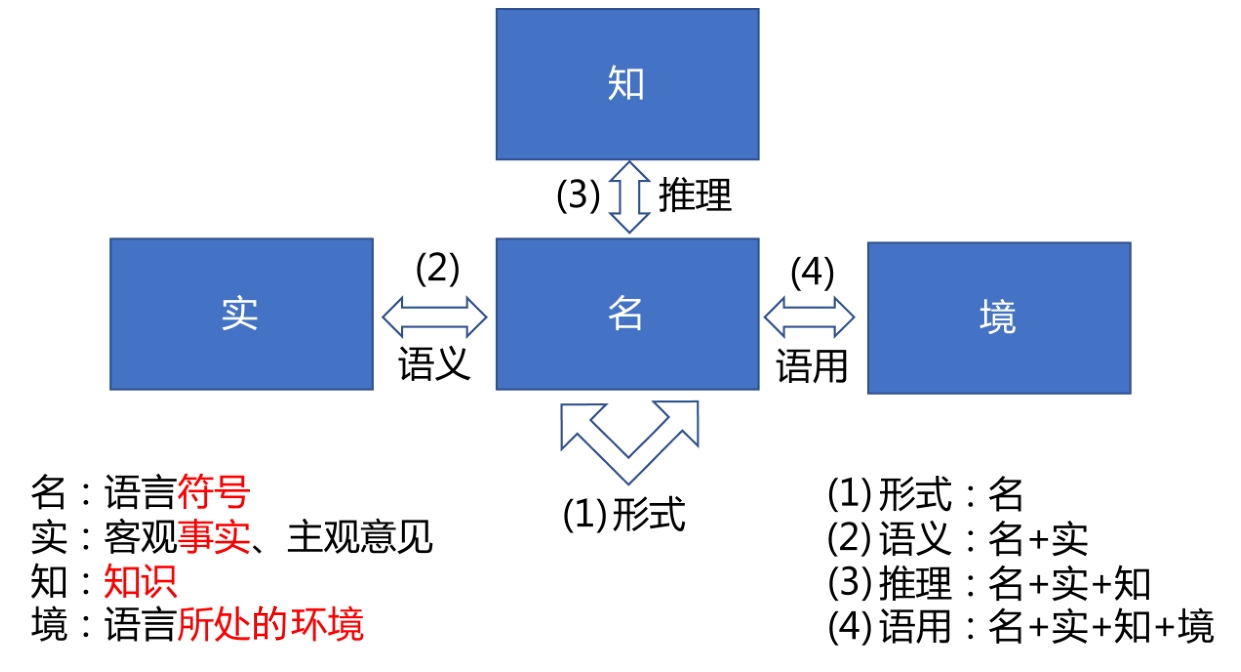 知
(3) 推理
实
(2)
语义
名
(4)
语用
境
(1)形式
名：语言符号
实：客观事实、主观意见
知：知识
境：语言所处的环境
(1)形式：名
(2)语义：名+实
(3)推理：名+实+知
(4)语用：名+实+知+境